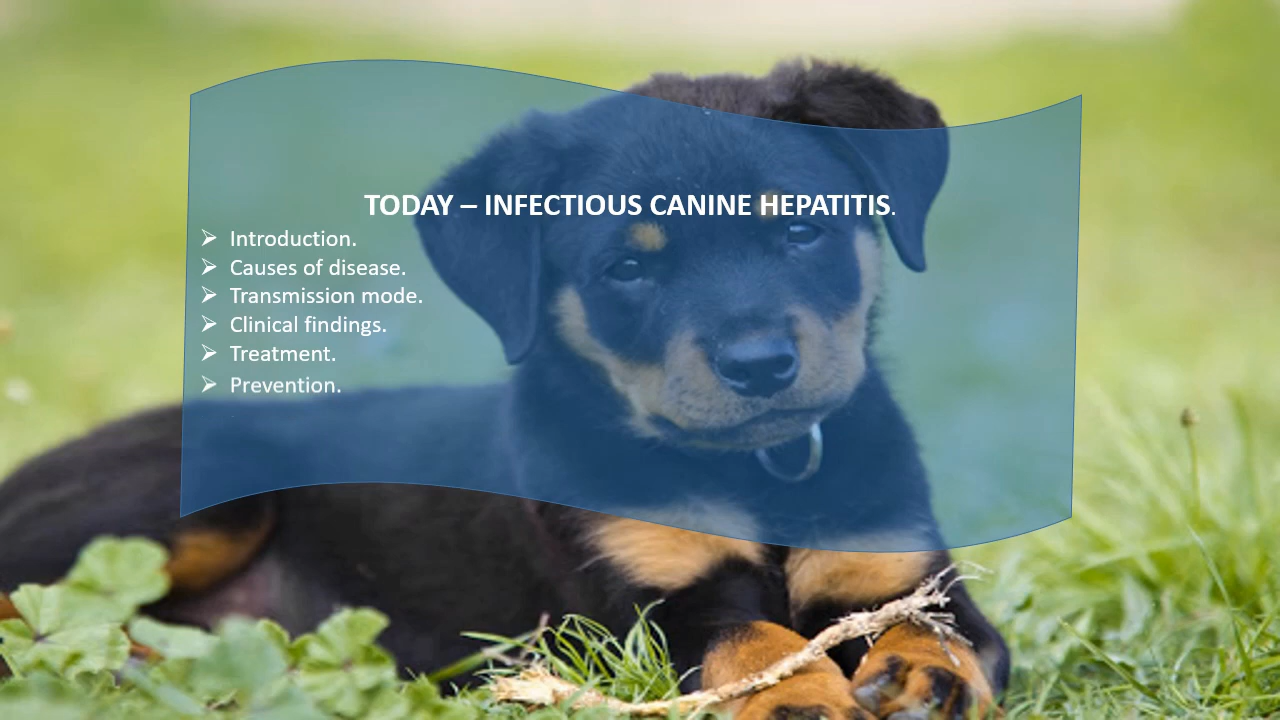 TODAY – INFECTIOUS CANINE HEPATITIS.
➢ Introduction.
➢ Causes of disease.
➢ Transmission mode.
➢ Clinical findings.
➢ Treatment.
➢ Prevention.